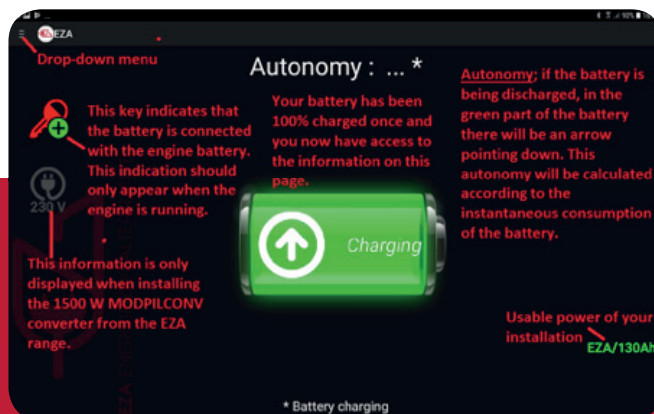 92%
EZA
Drop-down menu
Autonomy : ... *
This key indicates that
the battery is connected
with the engine battery.
This indication should
only appear when the
engine is running.
Your battery has been
100% charged once and
you now have access to
the information on this
page.
Autonomy; if the battery is
being discharged, in the
green part of the battery
there will be an arrow
pointing down. This
autonomy will be calculated
according to the
instantaneous consumption
of the battery.
230 V
*
Charging
This information is only
displayed when installing
the 1500 W MODPILCONV
converter from the EZA
range.
Usable power of your
installation
EZA/130Ah
* Battery charging